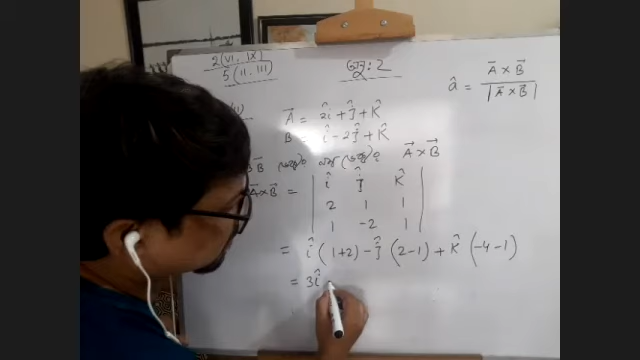 2(VI. IX)
5(II. III)
সূত্র: 2
â = A⃗ × B⃗ / |A⃗ × B⃗|
A⃗ = 2î + ĵ + k̂
B = î - 2ĵ + k̂
A⃗ × B⃗
A⃗ × B⃗ = | î ĵ k̂ |
| 2 1 1 |
| 1 -2 1 |
= î (1+2) - ĵ (2-1) + k̂ (-4-1)
= 3î